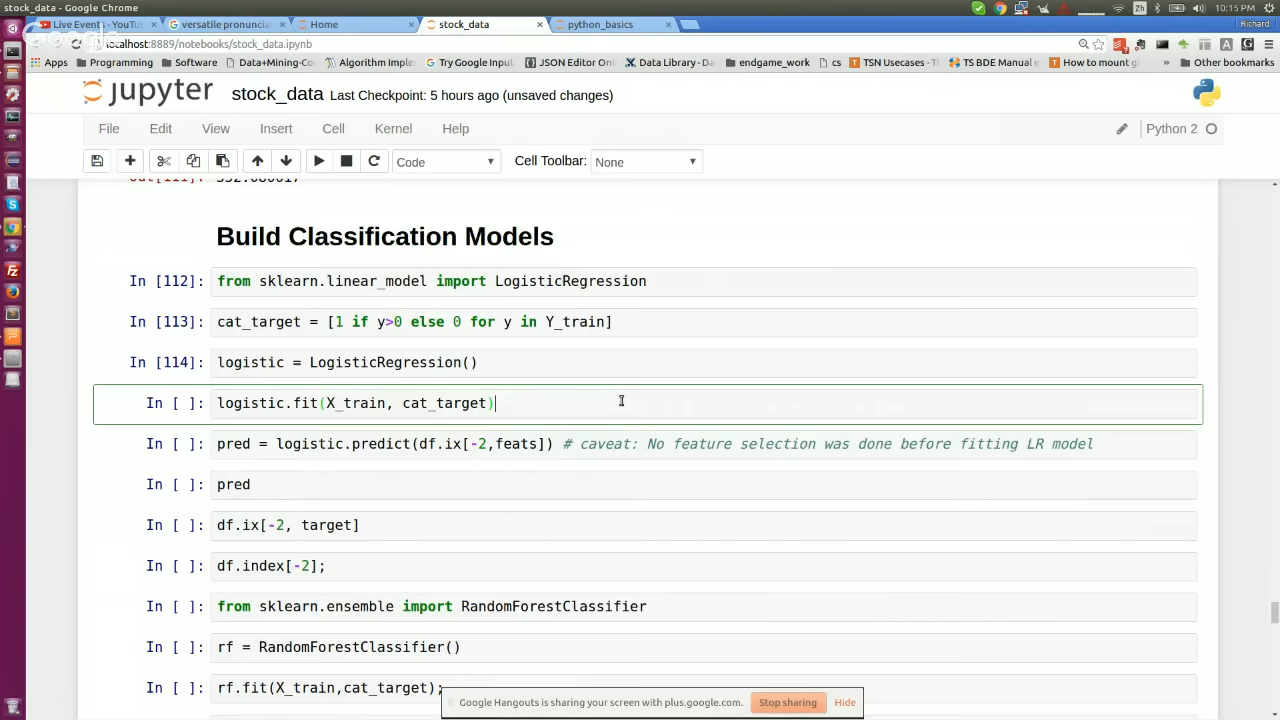 stock_data - Google Chrome
Zh
10:15 PM
Live Events - YouTu
versatile pronuncia
Home
stock_data
python_basics
Richard
Google
localhost:8889/notebooks/stock_data.ipynb
Apps
Programming
Software
Data+Mining-Co
Algorithm Imple
Try Google Input
JSON Editor Onl
Data Library - Da
endgame_work
cs
TSN Usecases -
TS BDE Manual e
How to mount
»
Other bookmarks
jupyter
stock_data Last Checkpoint: 5 hours ago (unsaved changes)
File
Edit
View
Insert
Cell
Kernel
Help
Python 2
Code
Cell Toolbar:
None
Build Classification Models
In [112]: from sklearn.linear_model import LogisticRegression
In [113]: cat_target = [1 if y>0 else 0 for y in Y_train]
In [114]: logistic = LogisticRegression()
In [ ]: logistic.fit(X_train, cat_target)
In [ ]: pred = logistic.predict(df.ix[-2,feats]) # caveat: No feature selection was done before fitting LR model
In [ ]: pred
In [ ]: df.ix[-2, target]
In [ ]: df.index[-2];
In [ ]: from sklearn.ensemble import RandomForestClassifier
In [ ]: rf = RandomForestClassifier()
In [ ]: rf.fit(X_train,cat_target);
Google Hangouts is sharing your screen with plus.google.com.
Stop sharing
Hide